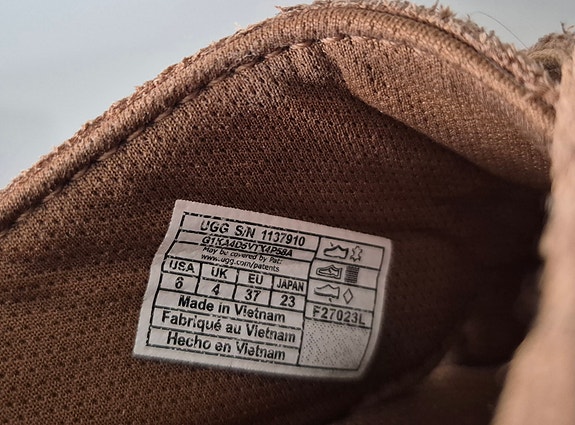 UGG S/N 1137910
G1XA4D5VTX4P58A
May be covered by Pat:
www.ugg.com/patents
USA UK EU JAPAN
6 4 37 23
Made in Vietnam
Fabriqué au Vietnam
Hecho en Vietnam
F27023L